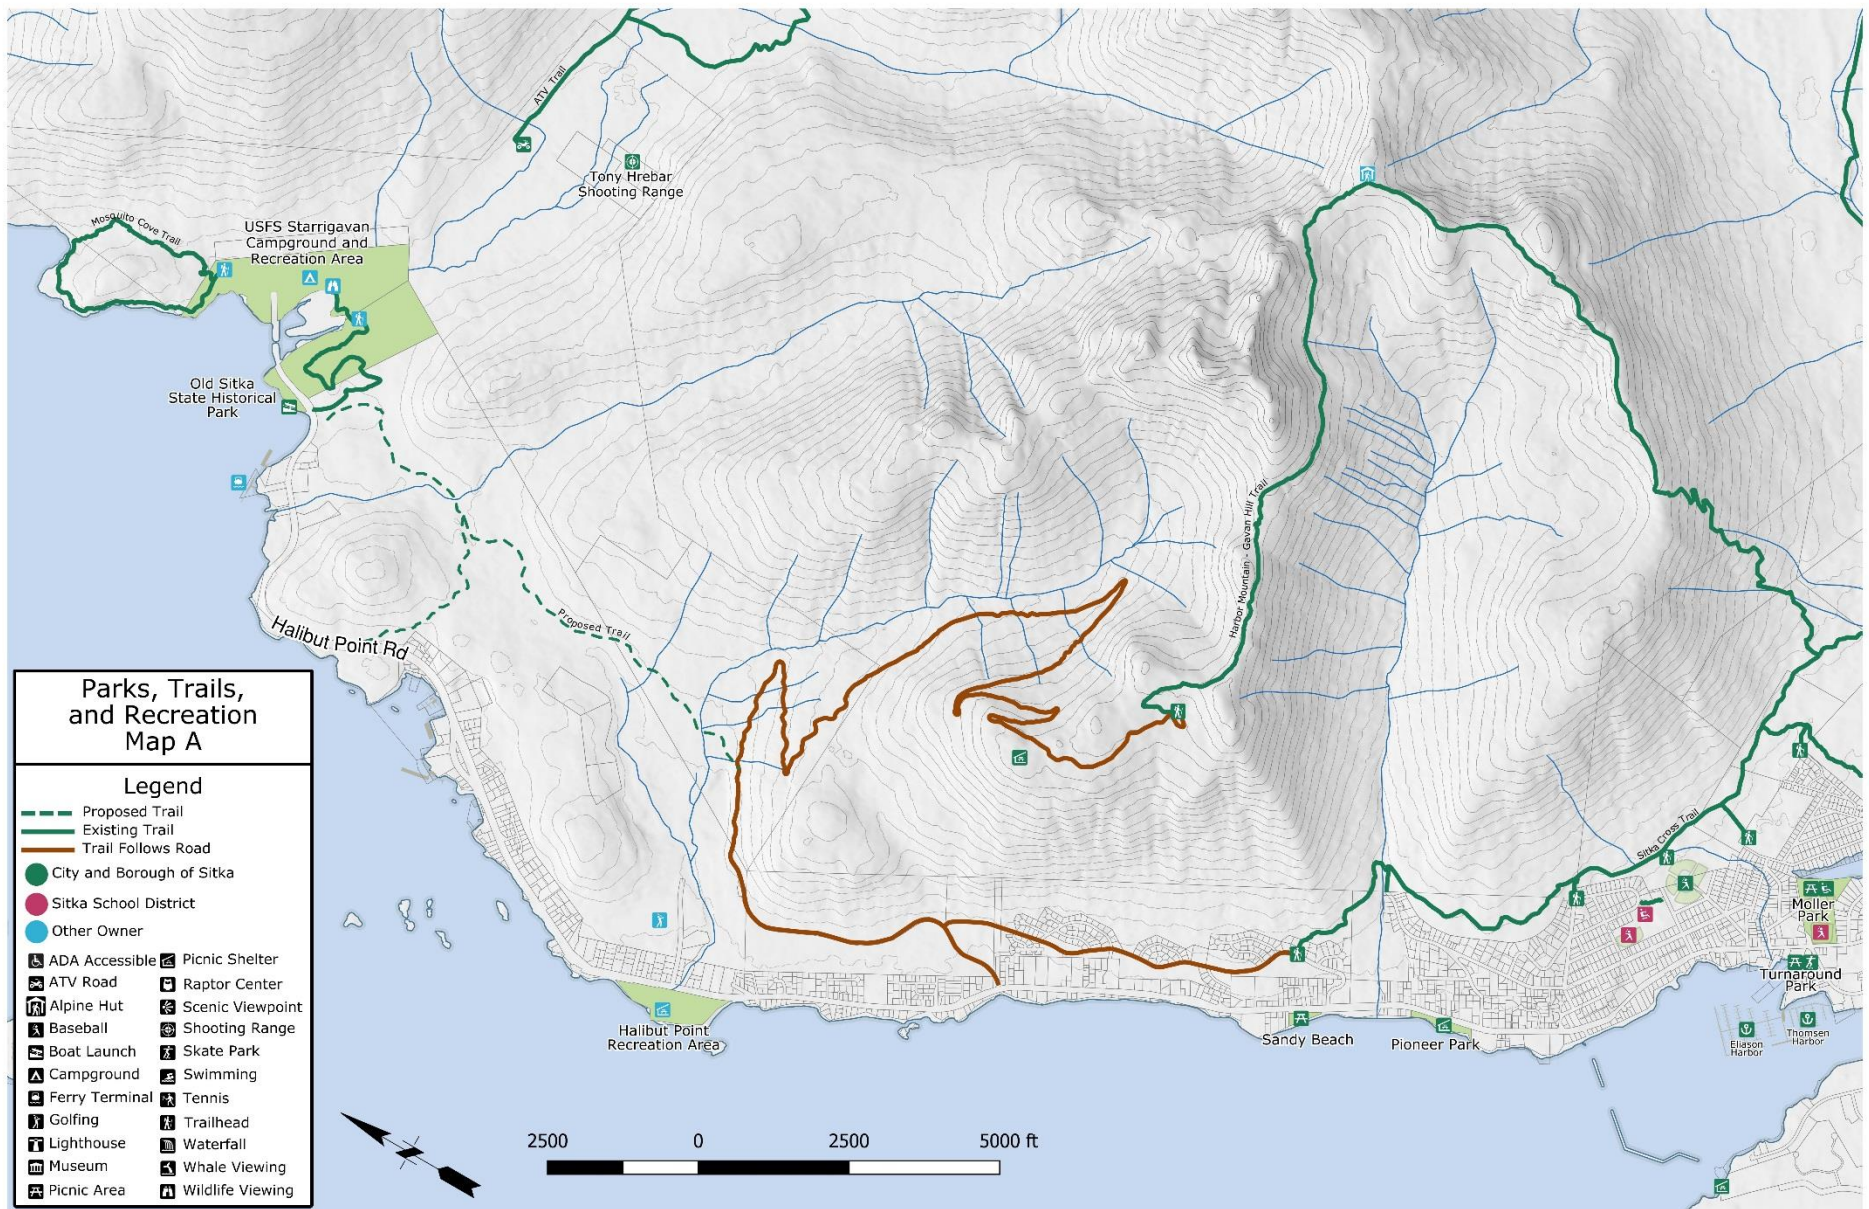 ATV Trail
Tony Hrebar
Shooting Range
Mosquito Cove Trail
USFS Starrigavan
Campground and
Recreation Area
Old Sitka
State Historical
Park
Harbor Mountain - Gavan Hill Trail
Proposed Trail
Halibut Point Rd
Sitka Cross Trail
Moller
Park
Turnaround
Park
Halibut Point
Recreation Area
Sandy Beach
Pioneer Park
Eliason
Harbor
Thomsen
Harbor
Parks, Trails,
and Recreation
Map A
Legend
Proposed Trail
Existing Trail
Trail Follows Road
City and Borough of Sitka
Sitka School District
Other Owner
ADA Accessible
ATV Road
Alpine Hut
Baseball
Boat Launch
Campground
Ferry Terminal
Golfing
Lighthouse
Museum
Picnic Area
Picnic Shelter
Raptor Center
Scenic Viewpoint
Shooting Range
Skate Park
Swimming
Tennis
Trailhead
Waterfall
Whale Viewing
Wildlife Viewing
2500 0 2500 5000 ft